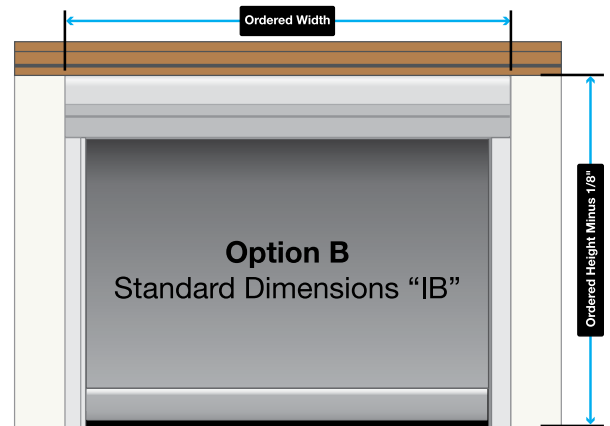 Ordered Width
Option B
Standard Dimensions “IB”
Ordered Height Minus 1/8"